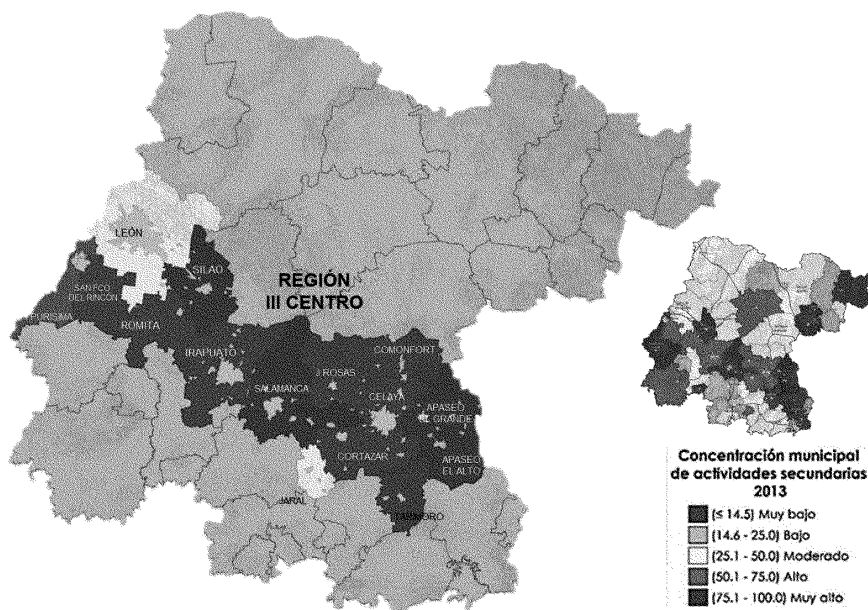 LEÓN
SILAO
SAN FCO
DEL RINCÓN
REGIÓN
III CENTRO
ROMITA
IRAPUATO
COMONFORT
J.ROSAS
SALAMANCA
CELAYA
APASEO
EL GRANDE
CORTAZAR
APASEO
EL ALTO
JARAL
Concentración municipal
de actividades secundarias
2013
(≤ 14.5) Muy bajo
(14.6 - 25.0) Bajo
(25.1 - 50.0) Moderado
(50.1 - 75.0) Alto
(75.1 - 100.0) Muy alto